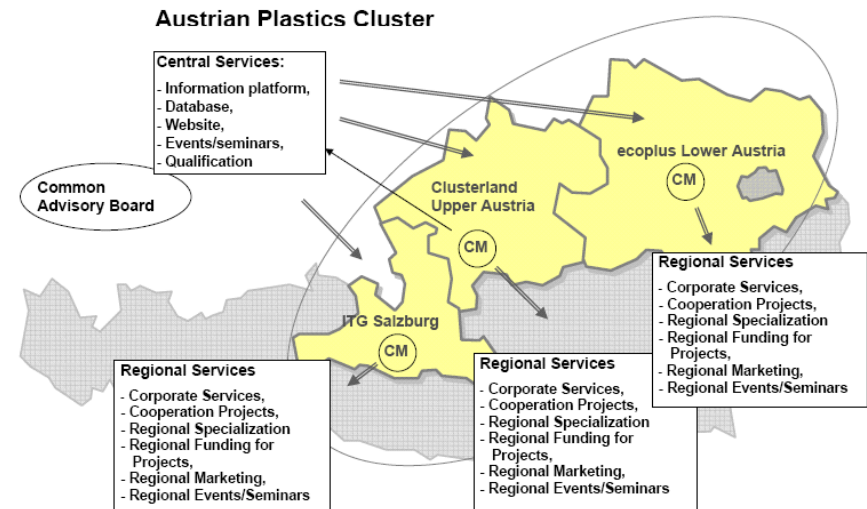 Austrian Plastics Cluster
Central Services:
- Information platform,
- Database,
- Website,
- Events/seminars,
- Qualification
Common
Advisory Board
ecoplus Lower Austria
CM
Clusterland
Upper Austria
CM
ITG Salzburg
CM
Regional Services
- Corporate Services,
- Cooperation Projects,
- Regional Specialization
- Regional Funding for
Projects,
- Regional Marketing,
- Regional Events/Seminars
Regional Services
- Corporate Services,
- Cooperation Projects,
- Regional Specialization
- Regional Funding for
Projects,
- Regional Marketing,
- Regional Events/Seminars
Regional Services
- Corporate Services,
- Cooperation Projects,
- Regional Specialization
- Regional Funding for
Projects,
- Regional Marketing,
- Regional Events/Seminars